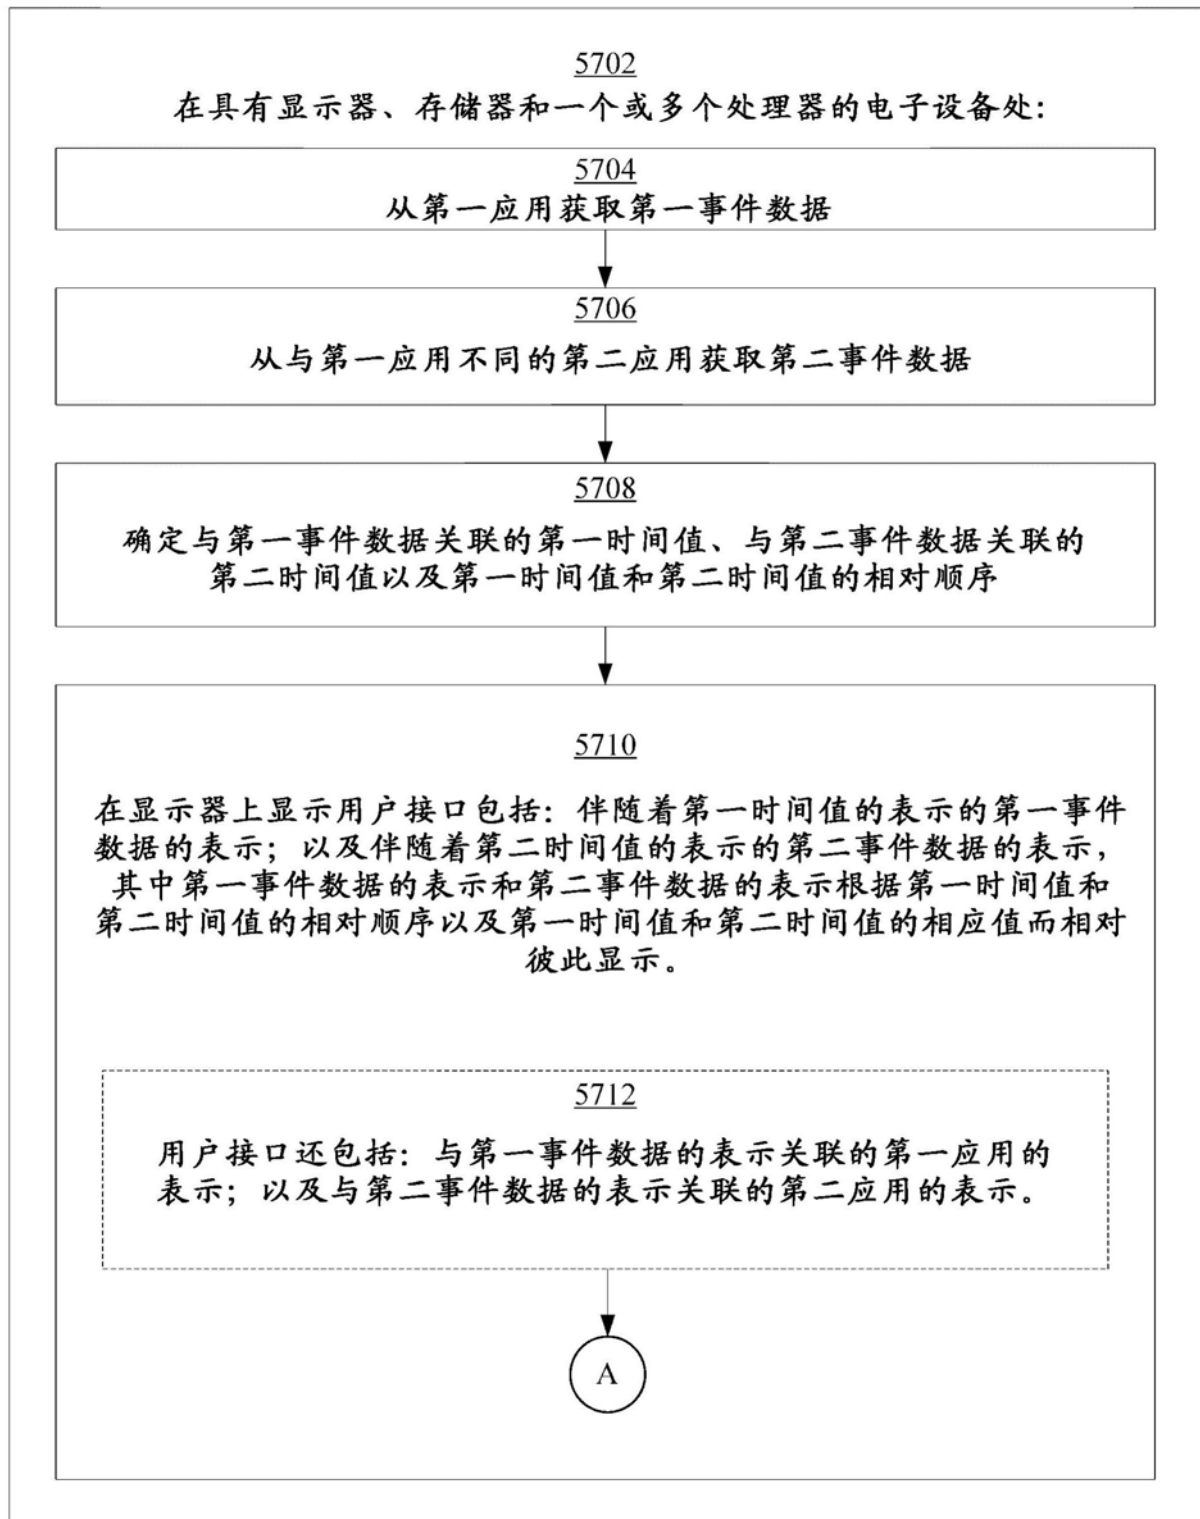 5702
在具有显示器、存储器和一个或多个处理器的电子设备处：
5704
从第一应用获取第一事件数据
5706
从与第一应用不同的第二应用获取第二事件数据
5708
确定与第一事件数据关联的第一时间值、与第二事件数据关联的
第二时间值以及第一时间值和第二时间值的相对顺序
5710
在显示器上显示用户接口包括：伴随着第一时间值的表示的第一事件
数据的表示；以及伴随着第二时间值的表示的第二事件数据的表示，
其中第一事件数据的表示和第二事件数据的表示根据第一时间值和
第二时间值的相对顺序以及第一时间值和第二时间值的相应值而相对
彼此显示。
5712
用户接口还包括：与第一事件数据的表示关联的第一应用的
表示；以及与第二事件数据的表示关联的第二应用的表示。
A